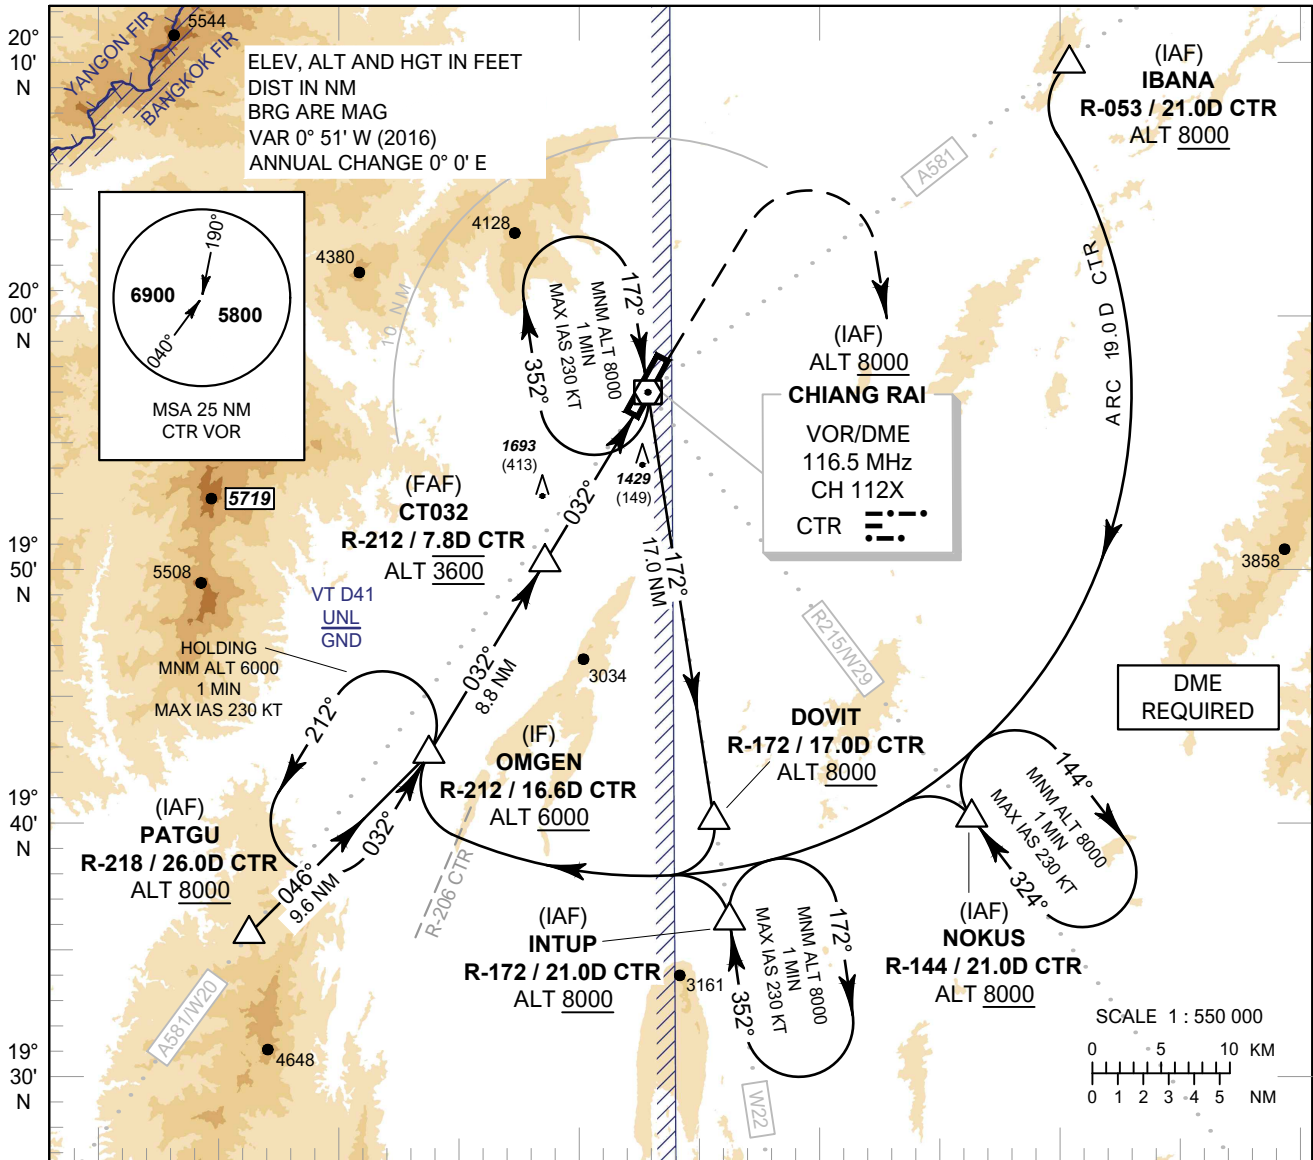 5544
20°
10'
N
YANGON FIR
BANGKOK FIR
ELEV, ALT AND HGT IN FEET
DIST IN NM
BRG ARE MAG
VAR 0° 51' W (2016)
ANNUAL CHANGE 0° 0' E
(IAF)
IBANA
R-053 / 21.0D CTR
ALT 8000
A581
190°
6900
5800
040°
MSA 25 NM
CTR VOR
4128
4380
10 NM
172°
MNM ALT 8000
1 MIN
MAX IAS 230 KT
352°
ARC 19.0 D CTR
20°
00'
N
(IAF)
ALT 8000
CHIANG RAI
VOR/DME
116.5 MHz
CH 112X
CTR
1693
(413)
1429
(149)
5719
(FAF)
CT032
R-212 / 7.8D CTR
ALT 3600
032°
172°
17.0 NM
19°
50'
N
5508
3858
VT D41
UNL
GND
HOLDING
MNM ALT 6000
1 MIN
MAX IAS 230 KT
212°
032°
8.8 NM
3034
R215/W29
DME
REQUIRED
DOVIT
R-172 / 17.0D CTR
ALT 8000
(IF)
OMGEN
R-212 / 16.6D CTR
ALT 6000
144°
MNM ALT 8000
1 MIN
MAX IAS 230 KT
324°
19°
40'
N
(IAF)
PATGU
R-218 / 26.0D CTR
ALT 8000
032°
046°
9.6 NM
R-206 CTR
(IAF)
INTUP
R-172 / 21.0D CTR
ALT 8000
172°
MNM ALT 8000
1 MIN
MAX IAS 230 KT
352°
(IAF)
NOKUS
R-144 / 21.0D CTR
ALT 8000
3161
A581/W20
4648
W22
19°
30'
N
SCALE 1 : 550 000
0 5 10 KM
0 1 2 3 4 5 NM